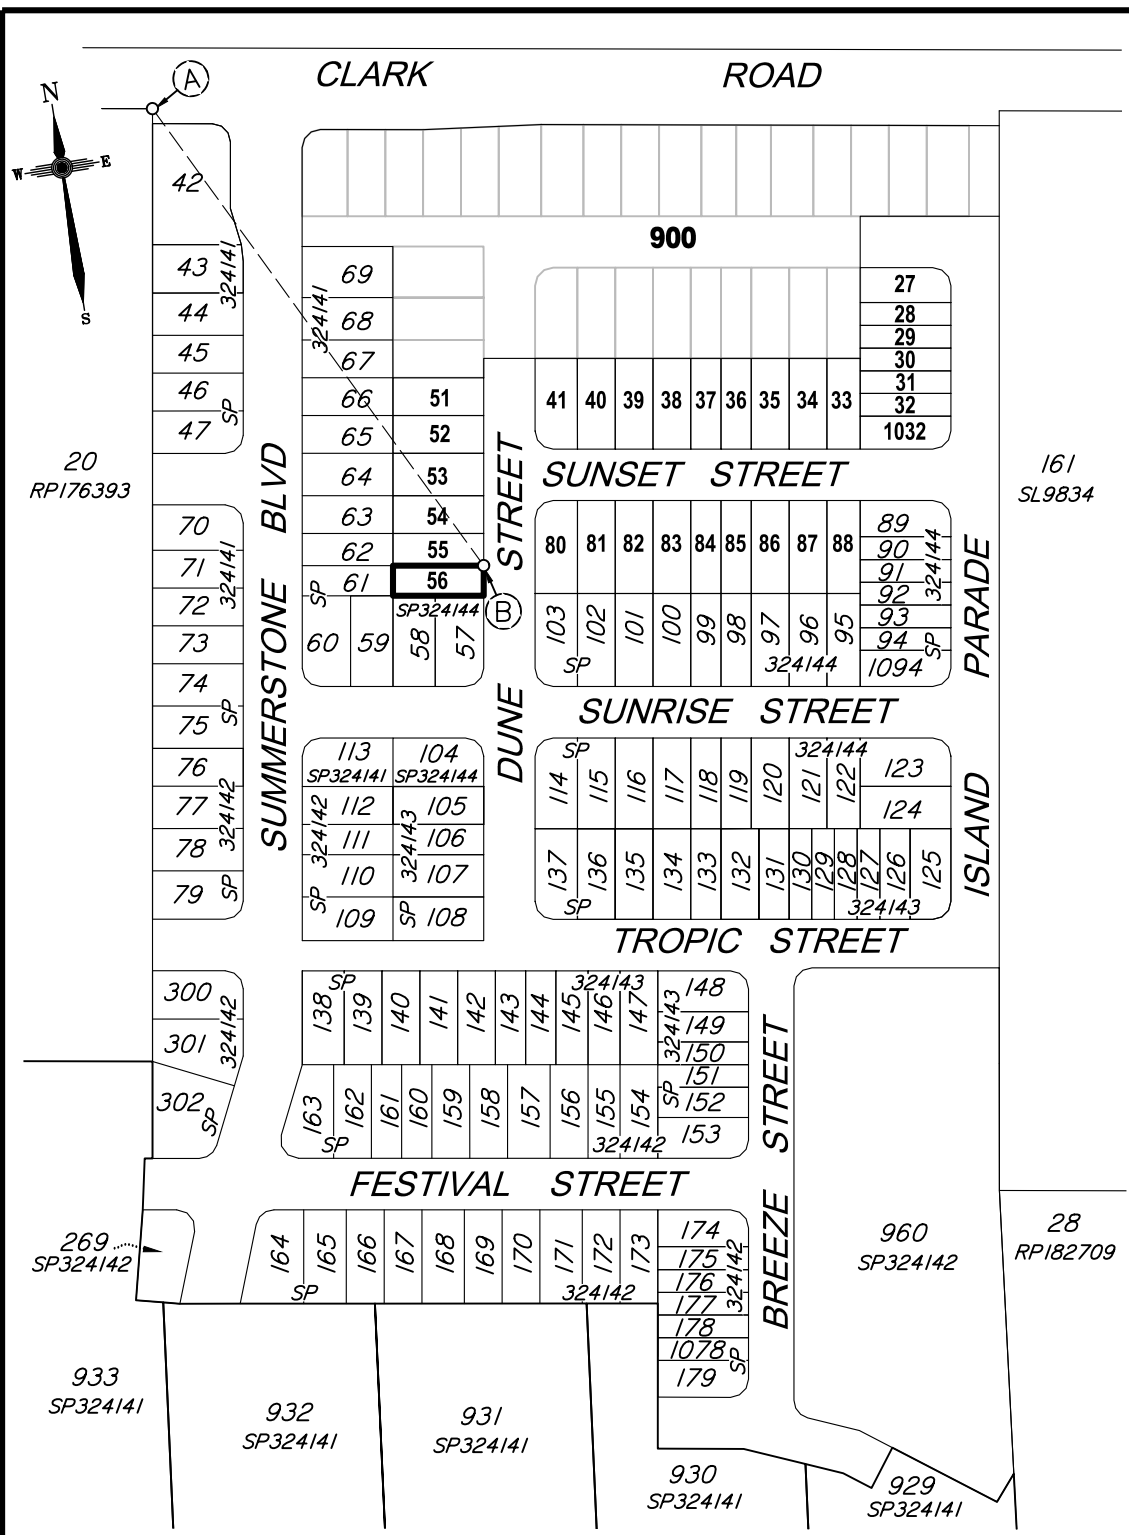 CLARK ROAD
A
N
W E
S
42
43
44
45
46
47
324141
SP
900
69
68
67
66
65
64
63
62
61
324141
SP
60
59
58
57
SP324144
51
52
53
54
55
56
B
27
28
29
30
31
32
1032
41 40 39 38 37 36 35 34 33
SUNSET STREET
20
RP176393
161
SL9834
SUMMERSTONE BLVD
DUNE STREET
ISLAND PARADE
70
71
72
73
74
75
76
77
78
79
324141
SP
324142
SP
80 81 82 83 84 85 86 87 88
89
90
91
92
93
94
1094
324144
SP
103 102 101 100 99 98 97 96 95
SP 324144
SUNRISE STREET
113
SP324141
104
SP324144
112
111
110
109
324142
SP
105
106
107
108
324143
SP
SP 324144
114 115 116 117 118 119 120 121 122
123
124
137 136 135 134 133 132 131 130 129 128 127 126 125
SP 324143
TROPIC STREET
300
301
302
324142
SP
SP 324143
138 139 140 141 142 143 144 145 146 147
148
149
150
151
152
153
324143
SP
163 162 161 160 159 158 157 156 155 154
SP 324142
FESTIVAL STREET
BREEZE STREET
269
SP324142
164 165 166 167 168 169 170 171 172 173
SP 324142
174
175
176
177
178
1078
179
324142
SP
960
SP324142
28
RP182709
933
SP324141
932
SP324141
931
SP324141
930
SP324141
929
SP324141